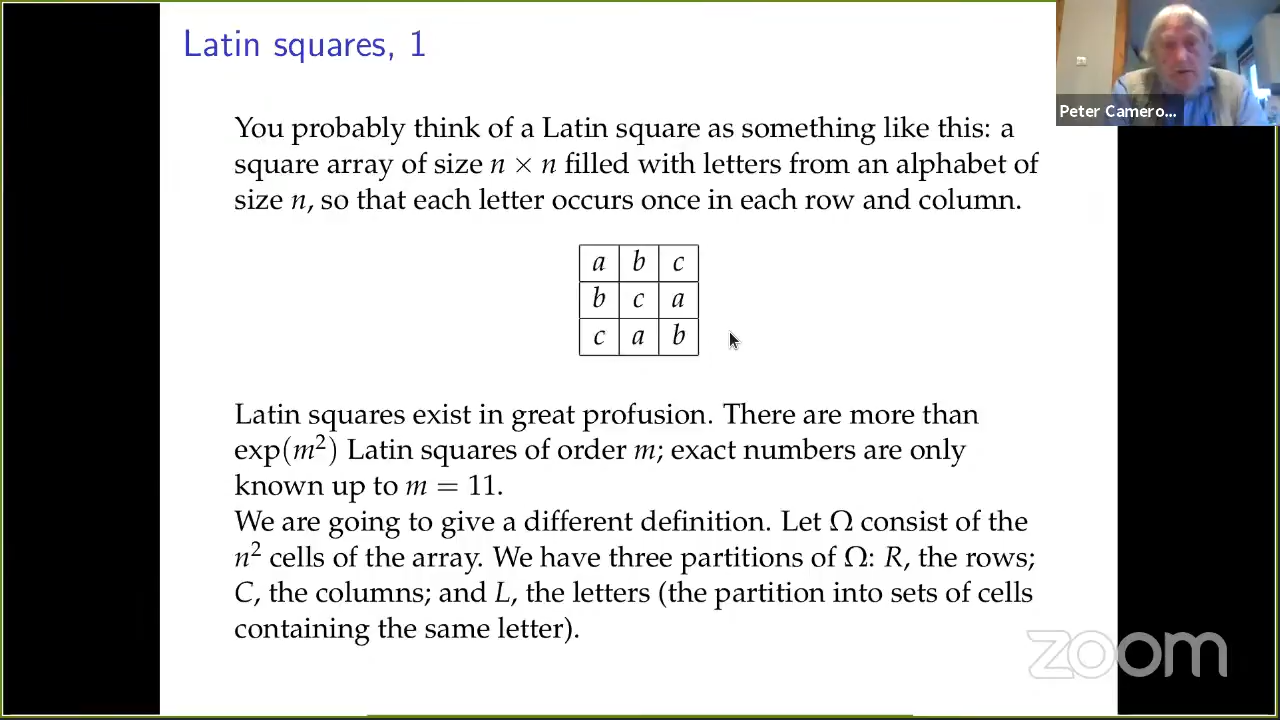 Latin squares, 1
Peter Camero...
You probably think of a Latin square as something like this: a
square array of size n × n filled with letters from an alphabet of
size n, so that each letter occurs once in each row and column.
a b c
b c a
c a b
Latin squares exist in great profusion. There are more than
exp(m²) Latin squares of order m; exact numbers are only
known up to m = 11.
We are going to give a different definition. Let Ω consist of the
n² cells of the array. We have three partitions of Ω: R, the rows;
C, the columns; and L, the letters (the partition into sets of cells
containing the same letter).
zoom